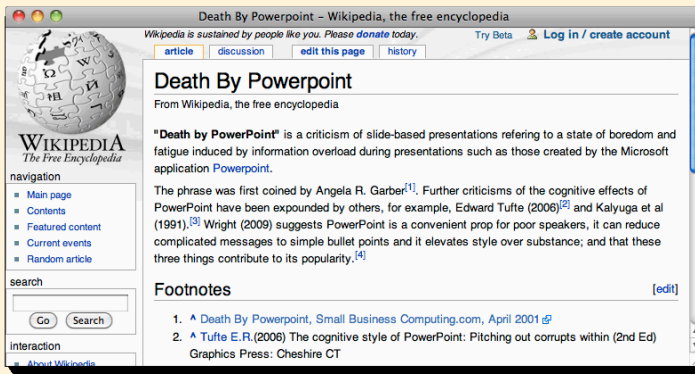 Death By Powerpoint – Wikipedia, the free encyclopedia
Wikipedia is sustained by people like you. Please donate today.
Try Beta
Log in / create account
article
discussion
edit this page
history
Death By Powerpoint
From Wikipedia, the free encyclopedia
"Death by PowerPoint" is a criticism of slide-based presentations refering to a state of boredom and
fatigue induced by information overload during presentations such as those created by the Microsoft
application Powerpoint.
The phrase was first coined by Angela R. Garber[1]. Further criticisms of the cognitive effects of
PowerPoint have been expounded by others, for example, Edward Tufte (2006)[2] and Kalyuga et al
(1991).[3] Wright (2009) suggests PowerPoint is a convenient prop for poor speakers, it can reduce
complicated messages to simple bullet points and it elevates style over substance; and that these
three things contribute to its popularity.[4]
Footnotes
[edit]
1. ^ Death By Powerpoint, Small Business Computing.com, April 2001
2. ^ Tufte E.R.(2006) The cognitive style of PowerPoint: Pitching out corrupts within (2nd Ed)
Graphics Press: Cheshire CT
WIKIPEDIA
The Free Encyclopedia
navigation
Main page
Contents
Featured content
Current events
Random article
search
Go
Search
interaction
About Wikipedia